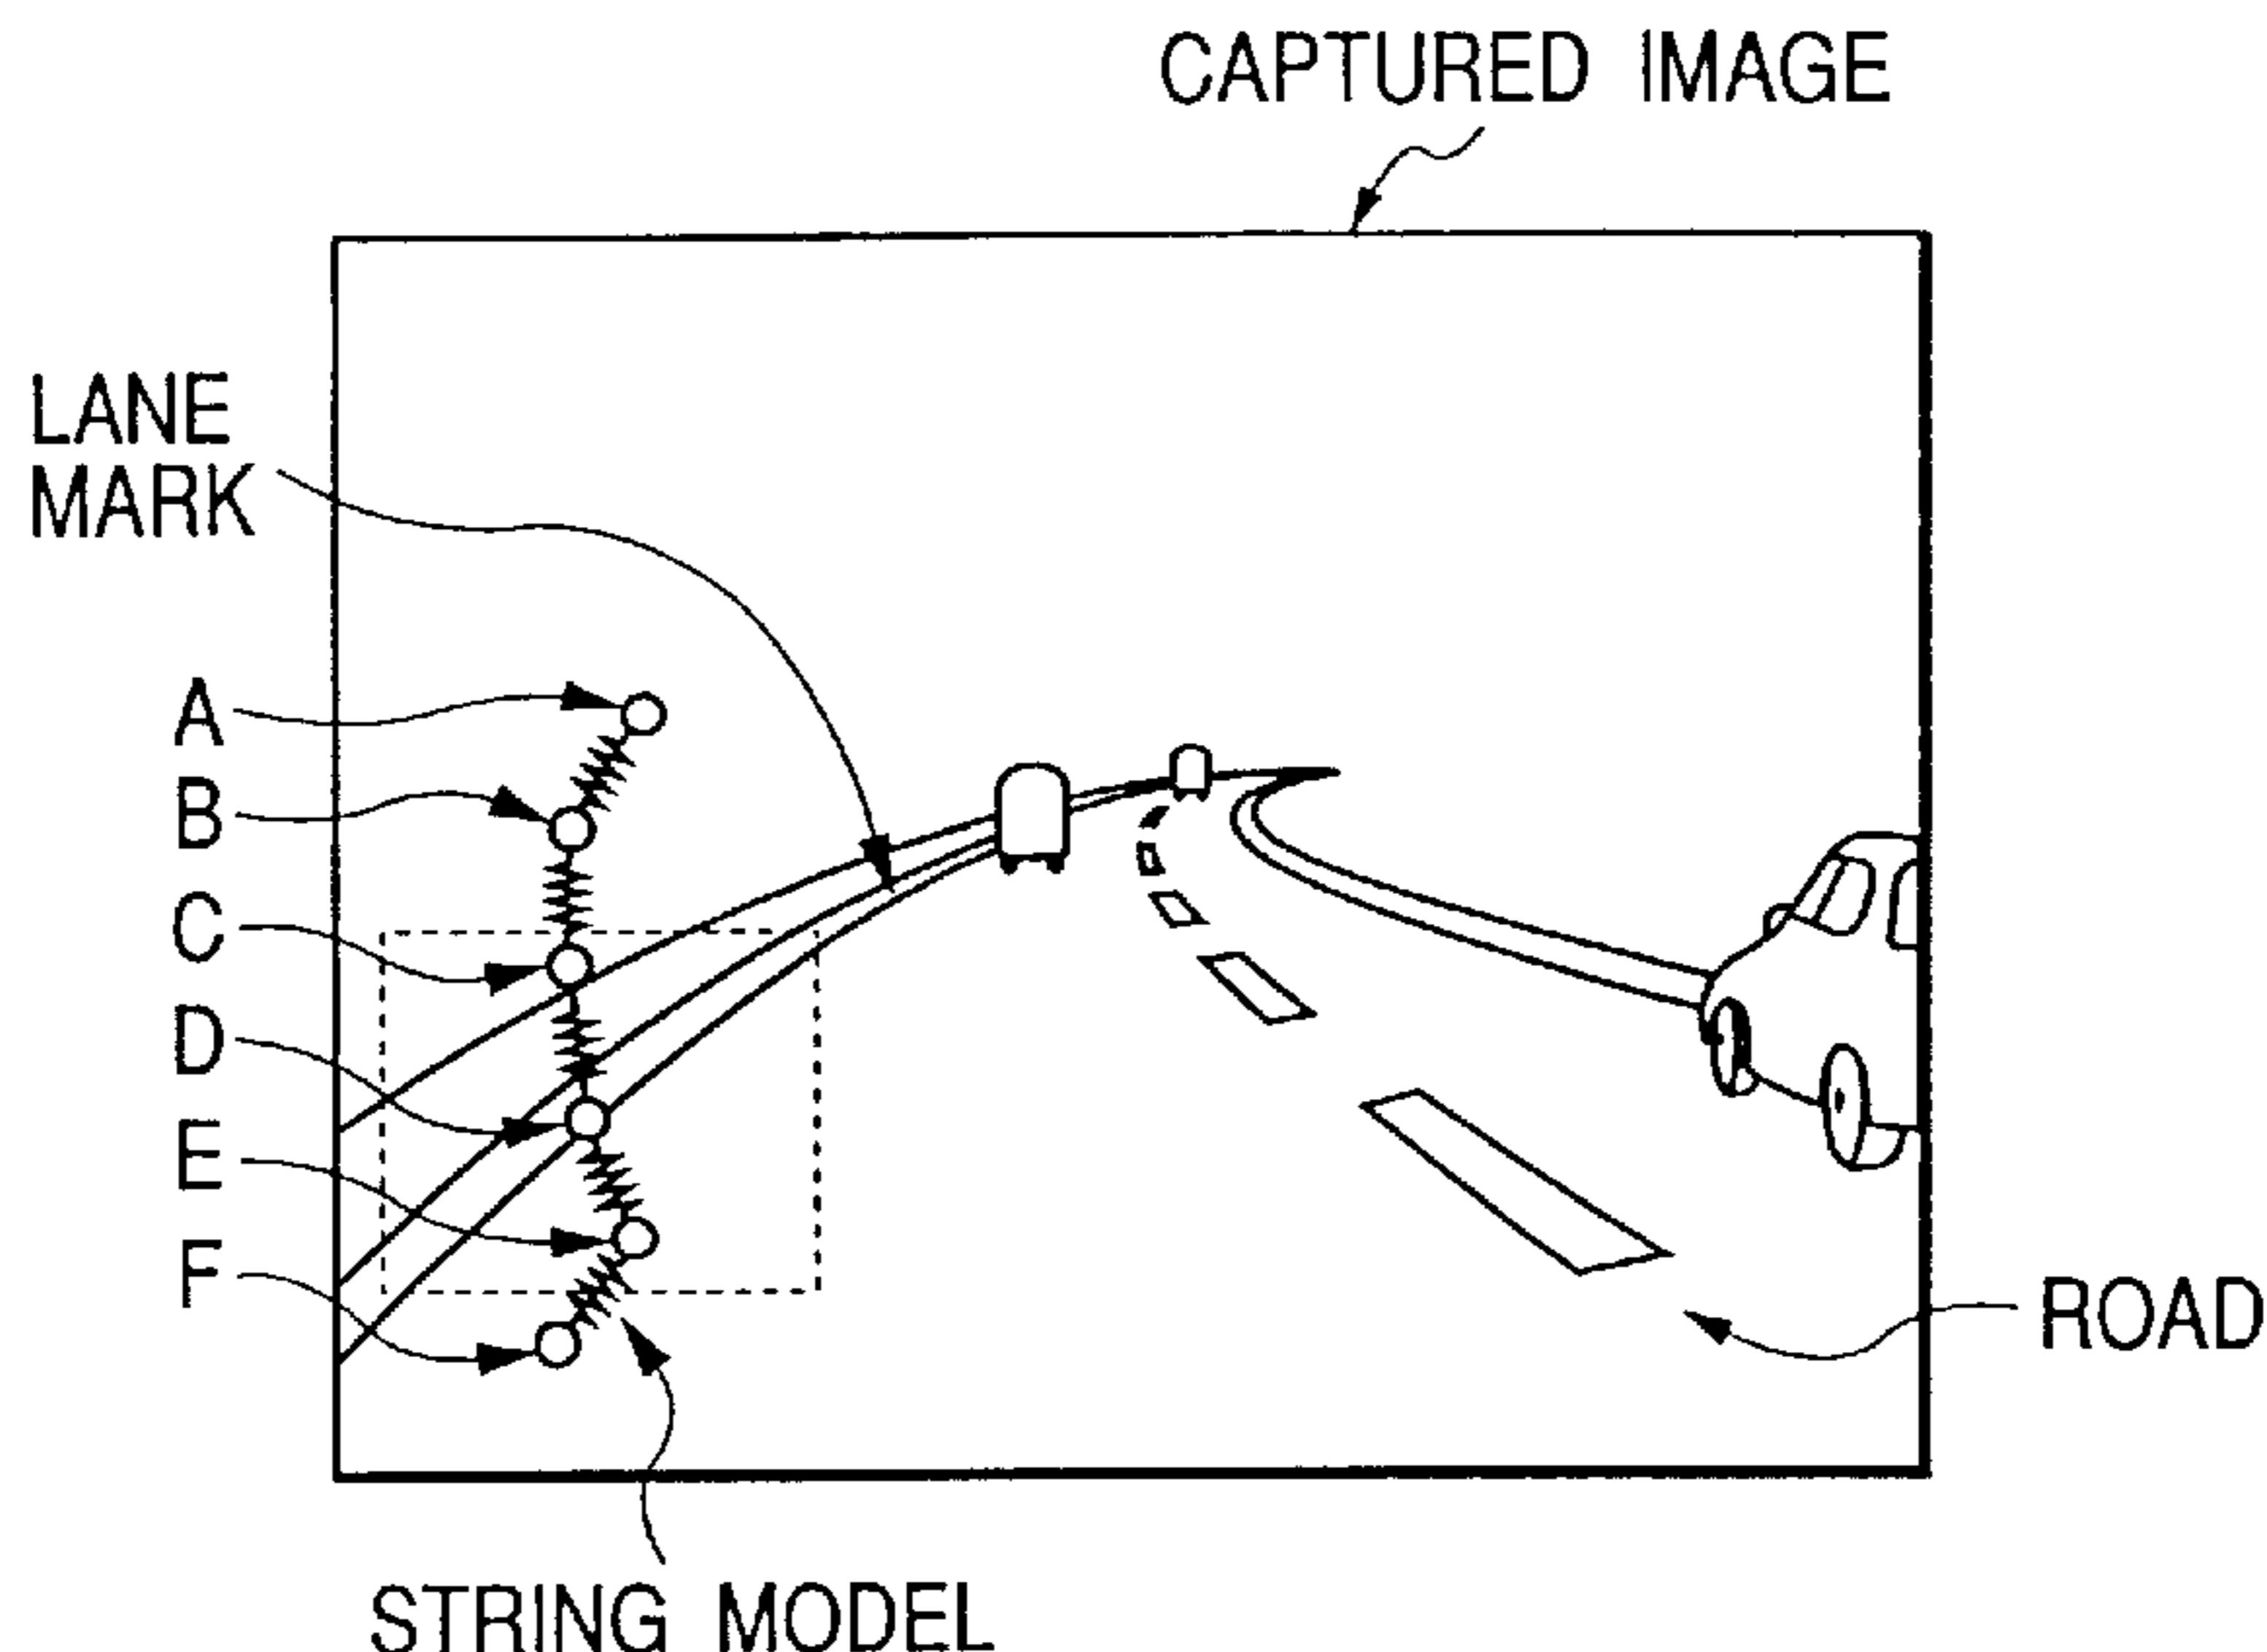 CAPTURED IMAGE
LANE
MARK
A
B
C
D
E
F
ROAD
STRING MODEL